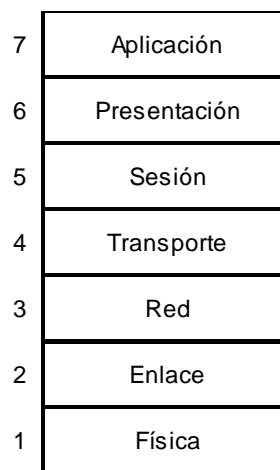 7 Aplicación
6 Presentación
5 Sesión
4 Transporte
3 Red
2 Enlace
1 Física